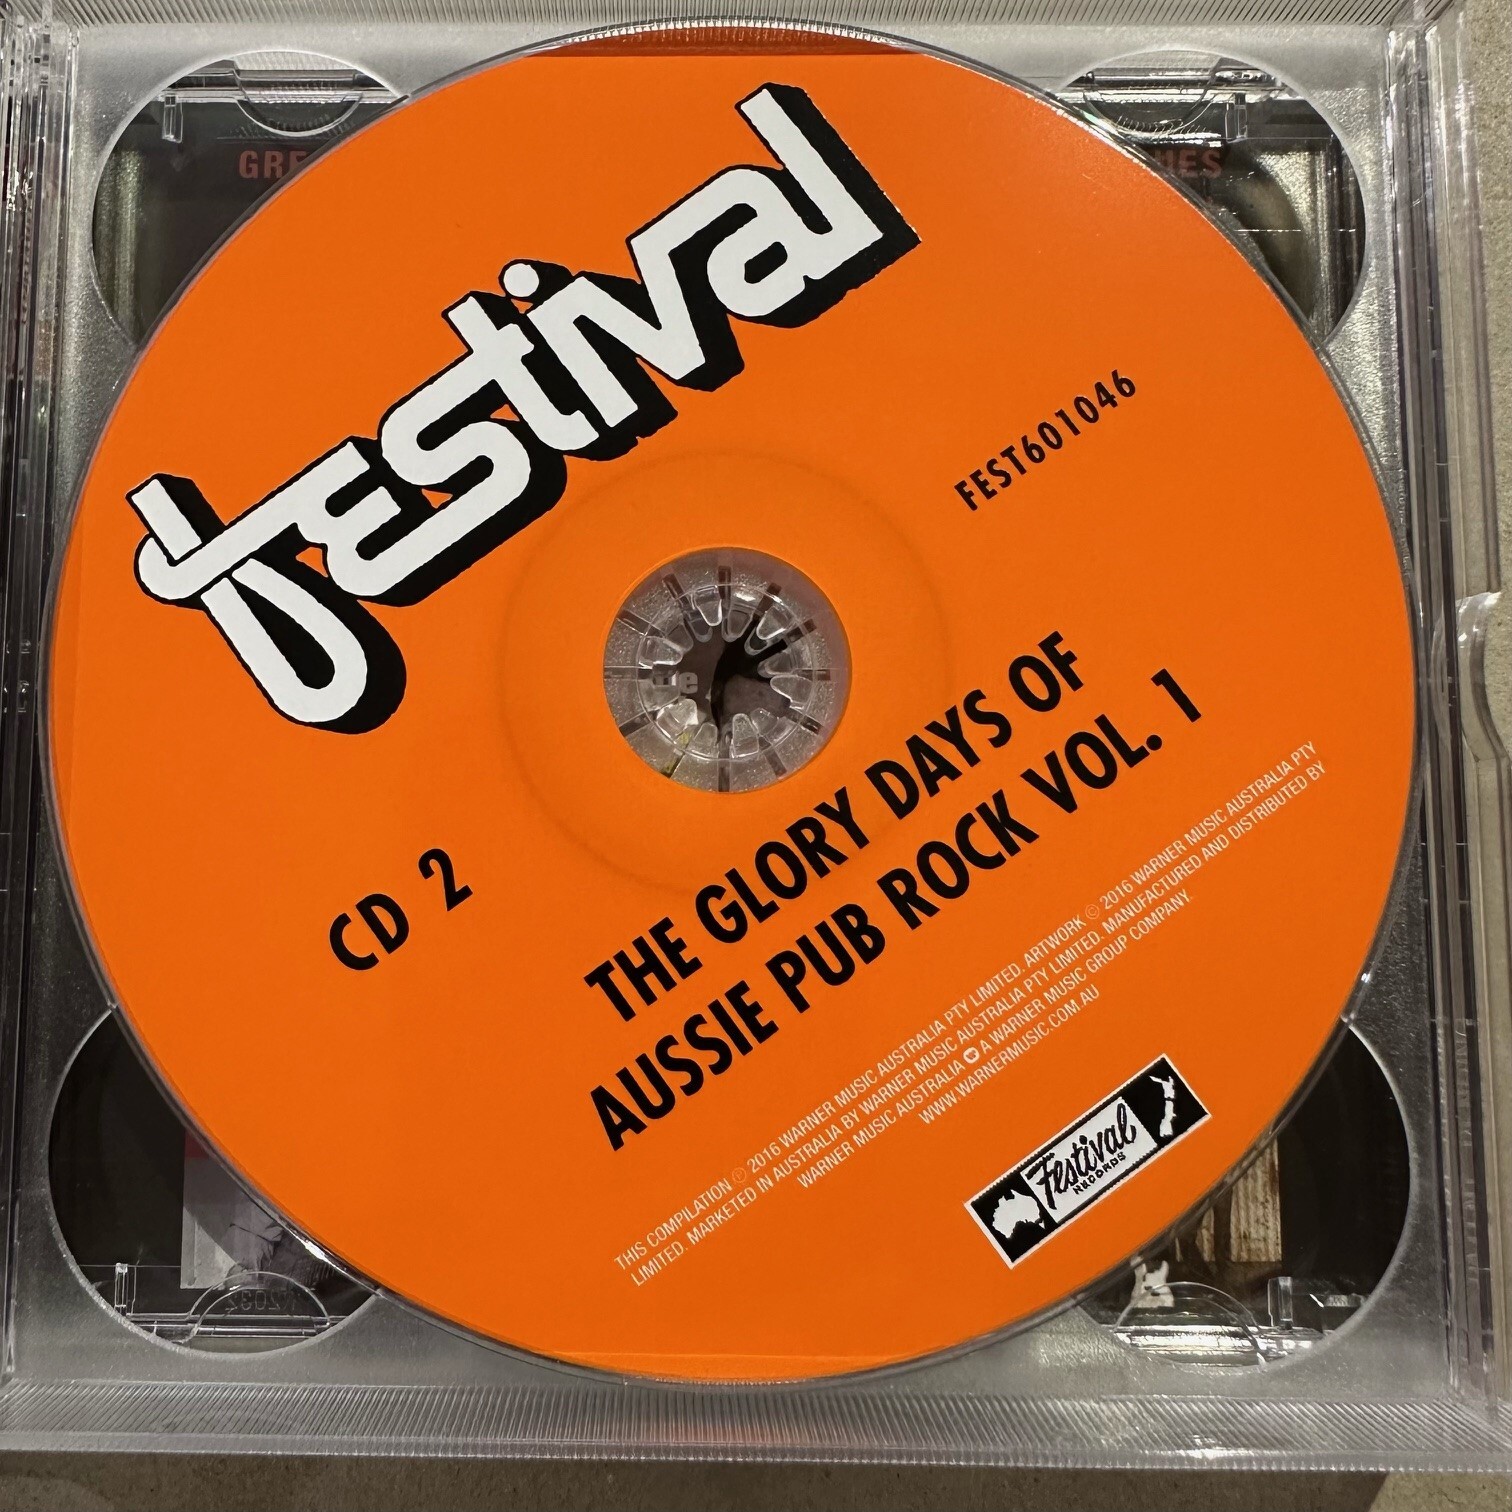 Festival
FEST601046
CD 2
THE GLORY DAYS OF
AUSSIE PUB ROCK VOL. 1
THIS COMPILATION ℗ 2016 WARNER MUSIC AUSTRALIA PTY LIMITED. ARTWORK © 2016 WARNER MUSIC AUSTRALIA PTY
LIMITED. MARKETED IN AUSTRALIA BY WARNER MUSIC AUSTRALIA PTY LIMITED. MANUFACTURED AND DISTRIBUTED BY
WARNER MUSIC AUSTRALIA A WARNER MUSIC GROUP COMPANY.
WWW.WARNERMUSIC.COM.AU
Festival
RECORDS